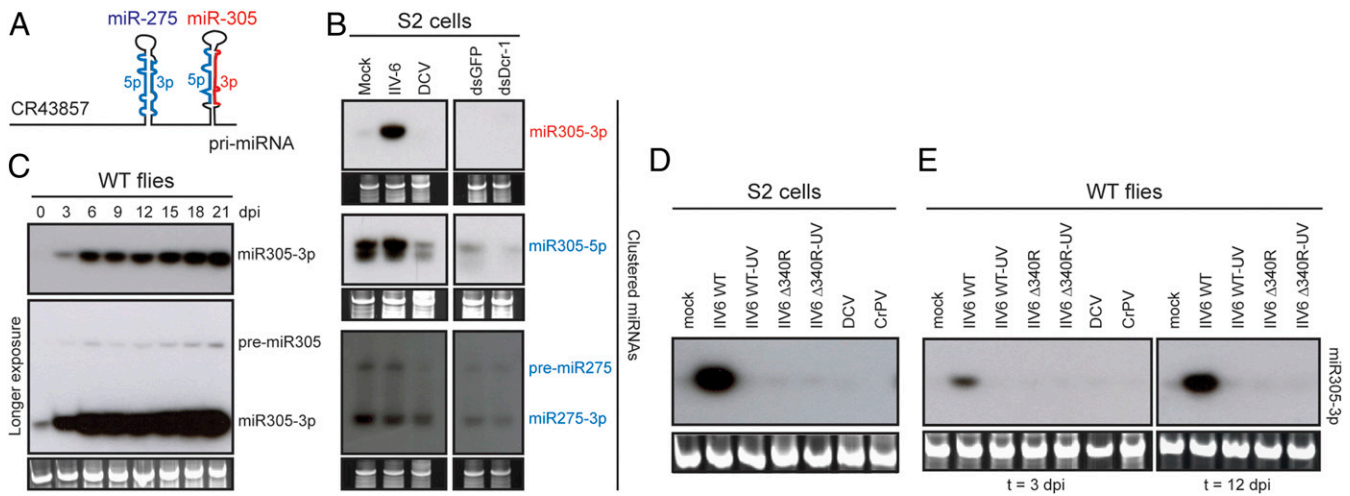 A
miR-275 miR-305
5p 3p 5p 3p
CR43857
pri-miRNA
B
S2 cells
Mock IIV-6 DCV dsGFP dsDcr-1
miR305-3p
miR305-5p
pre-miR275
miR275-3p
Clustered miRNAs
C
WT flies
0 3 6 9 12 15 18 21 dpi
miR305-3p
Longer exposure
pre-miR305
miR305-3p
D
S2 cells
mock IIV6 WT IIV6 WT-UV IIV6 Δ340R IIV6 Δ340R-UV DCV CrPV
E
WT flies
mock IIV6 WT IIV6 WT-UV IIV6 Δ340R IIV6 Δ340R-UV DCV CrPV
mock IIV6 WT IIV6 WT-UV IIV6 Δ340R IIV6 Δ340R-UV
miR305-3p
t = 3 dpi t = 12 dpi